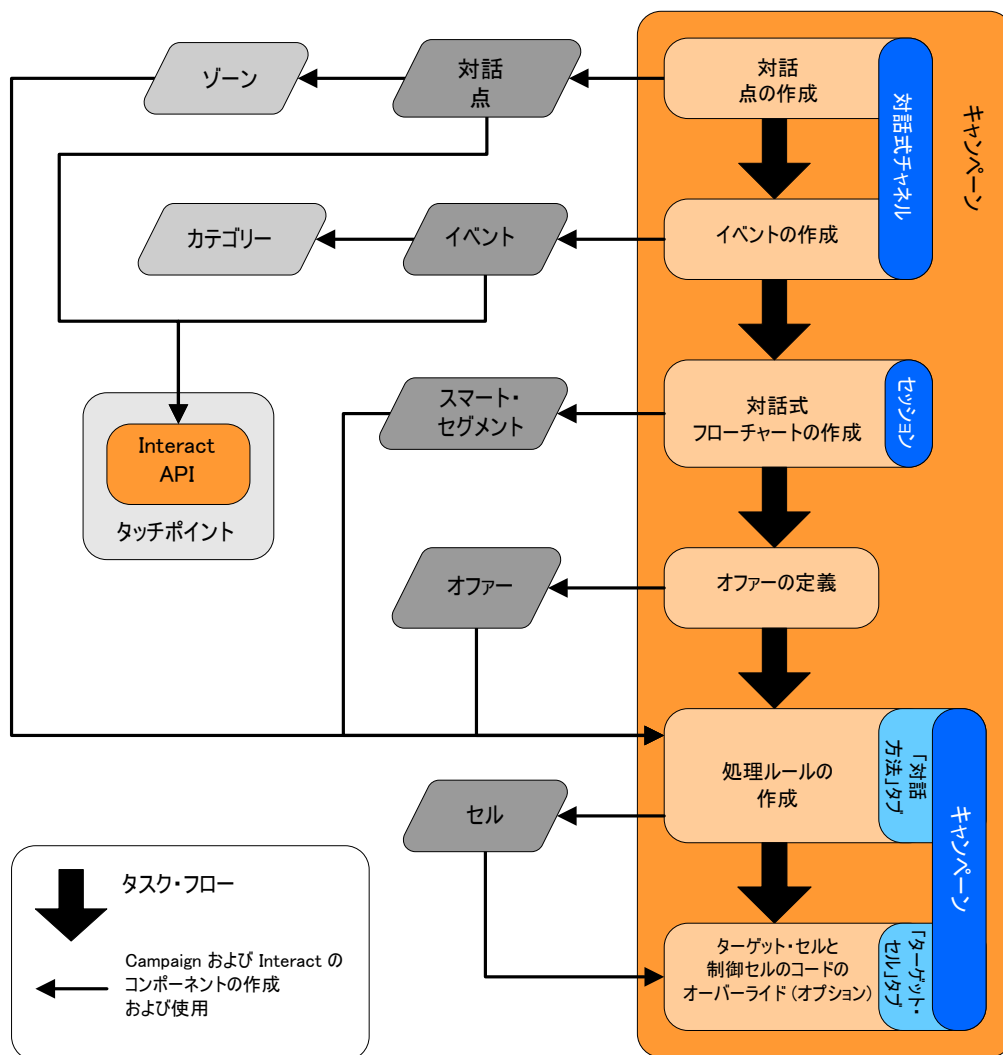 ゾーン
対話
点
対話
点の作成
対話式チャネル
キャンペーン
カテゴリー
イベント
イベントの作成
スマート・
セグメント
対話式
フローチャートの作成
セッション
Interact
API
タッチポイント
オファー
オファーの定義
処理ルールの
作成
「対話
方法」タブ
キャンペーン
セル
ターゲット・セルと
制御セルのコードの
オーバーライド (オプション)
「ターゲット・
セル」タブ
タスク・フロー
Campaign および Interact の
コンポーネントの作成
および使用